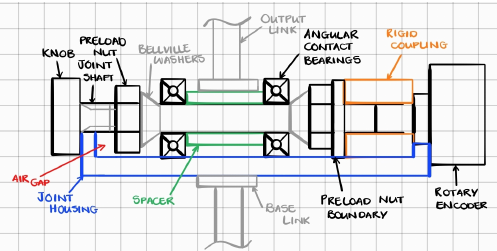 KNOB
PRELOAD
NUT
JOINT
SHAFT
BELLVILLE
WASHERS
OUTPUT
LINK
ANGULAR
CONTACT
BEARINGS
RIGID
COUPLING
AIR
GAP
JOINT
HOUSING
SPACER
BASE
LINK
PRELOAD NUT
BOUNDARY
ROTARY
ENCODER